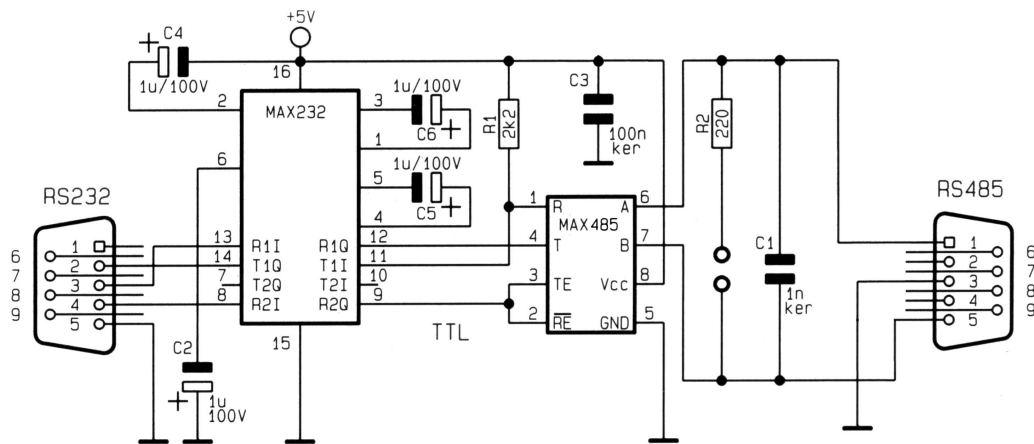 +5V
C4
+
1u/100V
16
2
MAX232
3
1u/100V
C6
+
1
6
5
1u/100V
C5
+
4
R1
2k2
C3
100n
ker
R2
220
RS232
1
6
2
7
3
8
4
9
5
13
R1I
R1Q
12
14
T1Q
T1I
11
7
T2Q
T2I
10
8
R2I
R2Q
9
15
C2
+
1u
100V
TTL
MAX485
1
R
A
6
4
T
B
7
3
TE
Vcc
8
2
RE
GND
5
C1
1n
ker
RS485
1
6
2
7
3
8
4
9
5